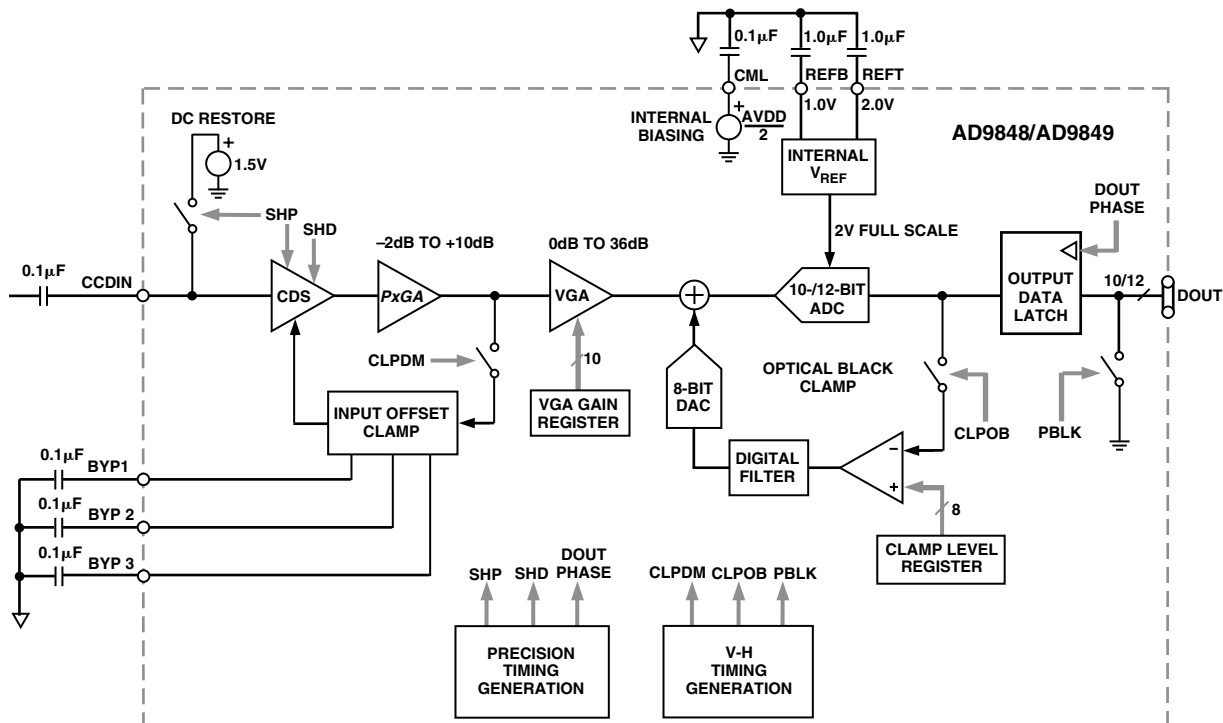 0.1µF
1.0µF
1.0µF
CML
REFB
REFT
1.0V
2.0V
DC RESTORE
+
1.5V
INTERNAL
BIASING
+
AVDD
2
AD9848/AD9849
INTERNAL
VREF
SHP
SHD
–2dB TO +10dB
0dB TO 36dB
2V FULL SCALE
DOUT
PHASE
0.1µF
CCDIN
CDS
PxGA
VGA
+
10-/12-BIT
ADC
OUTPUT
DATA
LATCH
10/12
DOUT
CLPDM
10
8-BIT
DAC
OPTICAL BLACK
CLAMP
INPUT OFFSET
CLAMP
VGA GAIN
REGISTER
CLPOB
PBLK
0.1µF
BYP1
DIGITAL
FILTER
–
+
0.1µF
BYP 2
8
0.1µF
BYP 3
CLAMP LEVEL
REGISTER
SHP
SHD
DOUT
PHASE
CLPDM
CLPOB
PBLK
PRECISION
TIMING
GENERATION
V-H
TIMING
GENERATION